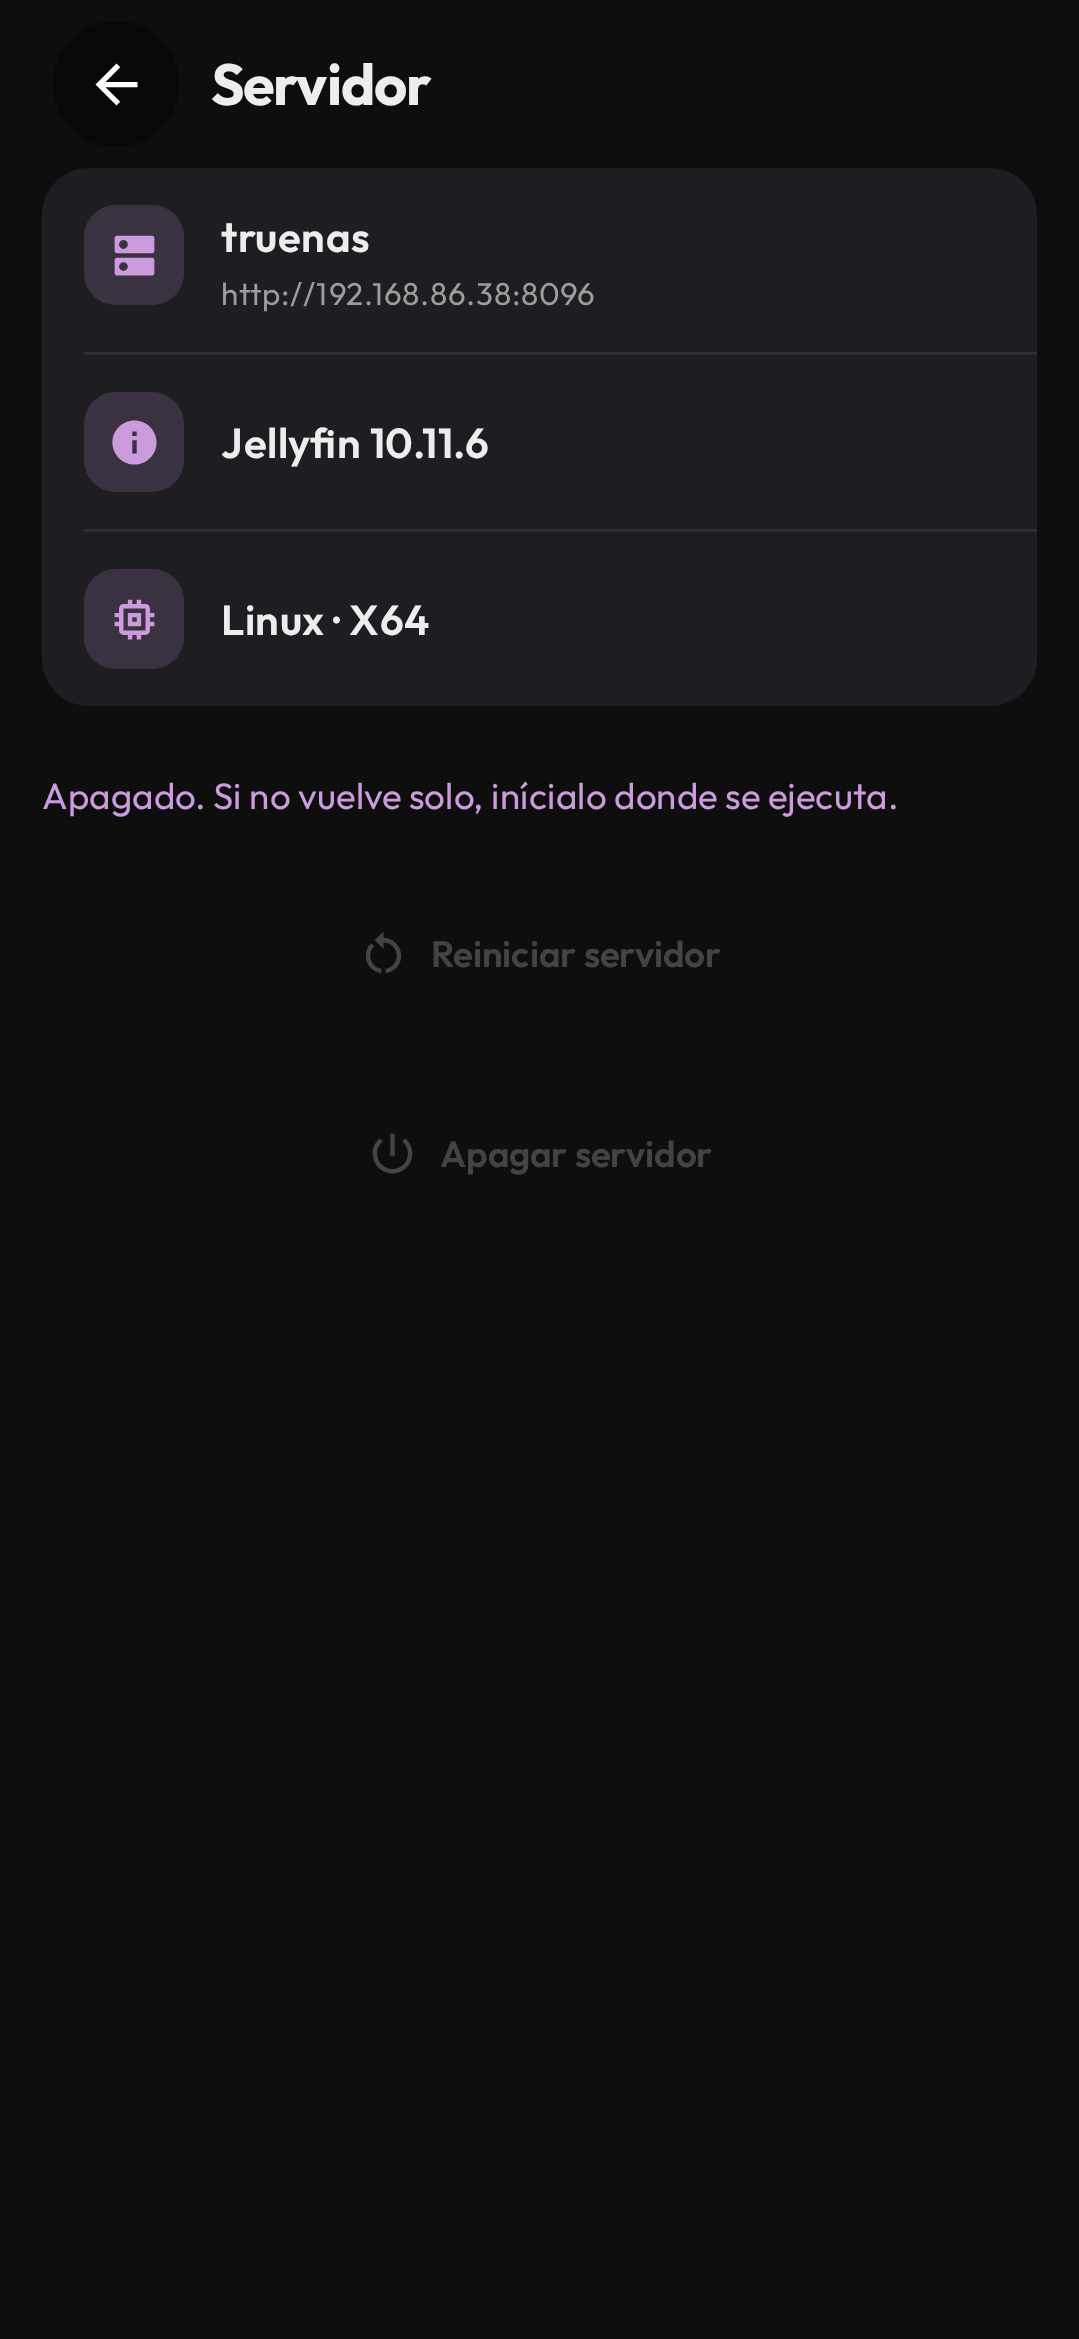 Servidor
truenas
http://192.168.86.38:8096
Jellyfin 10.11.6
Linux · X64
Apagado. Si no vuelve solo, inícialo donde se ejecuta.
Reiniciar servidor
Apagar servidor